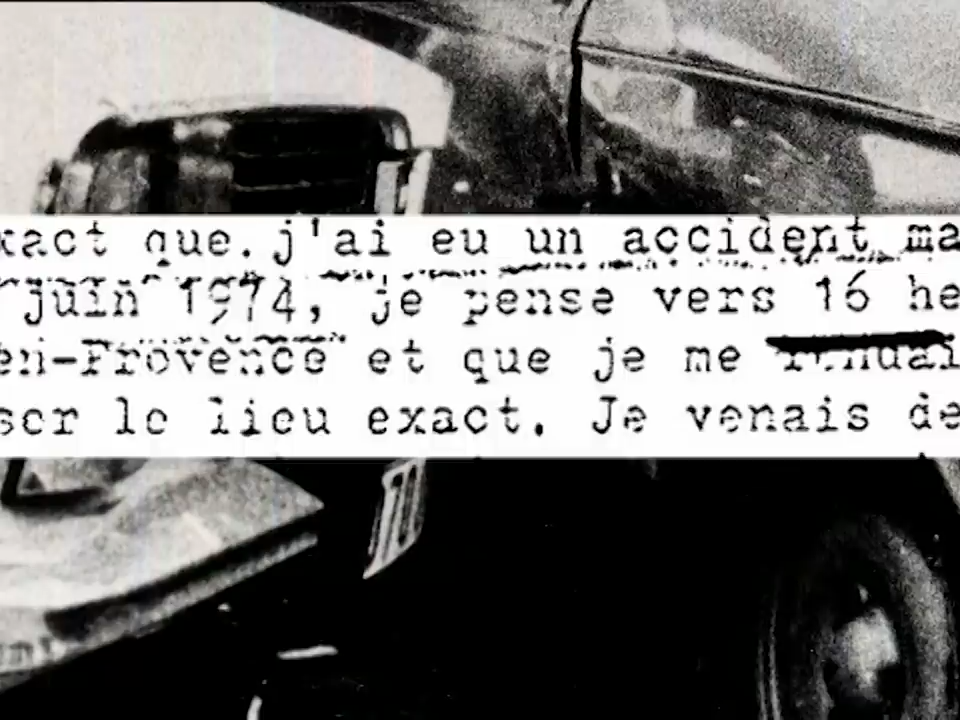 xact que.j'ai eu un accident ma
juin 1974, je pense vers 16 he
en-Provence et que je me rendai
ser le lieu exact. Je venais de